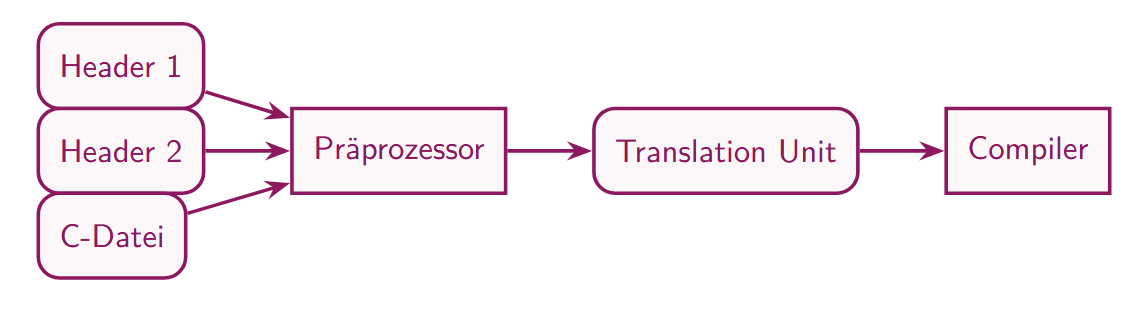 Header 1
Header 2
C-Datei
Präprozessor
Translation Unit
Compiler